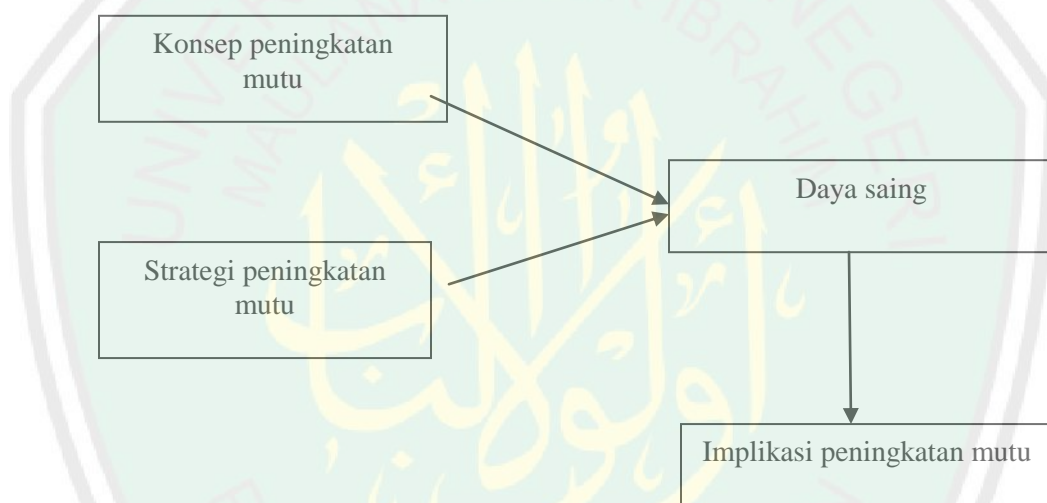 Konsep peningkatan
mutu
Daya saing
Strategi peningkatan
mutu
Implikasi peningkatan mutu